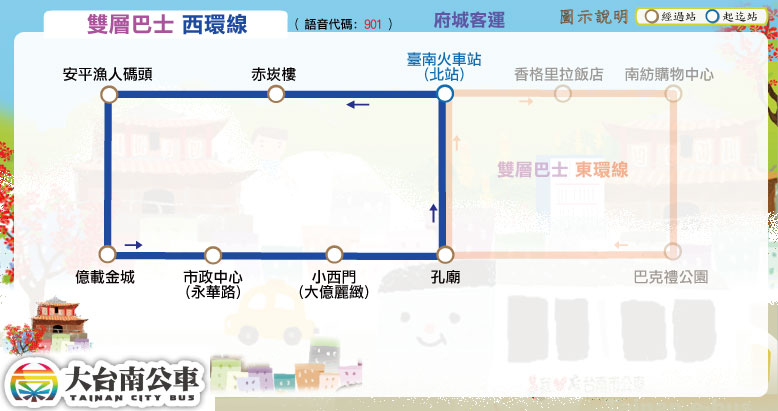 雙層巴士 西環線 ( 語音代碼: 901 ) 府城客運 圖示說明 經過站 起迄站
安平漁人碼頭 赤崁樓 臺南火車站 香格里拉飯店 南紡購物中心
(北站)
雙層巴士 東環線
億載金城 市政中心 小西門 孔廟 巴克禮公園
(永華路) (大億麗緻)
大台南公車
TAINAN CITY BUS